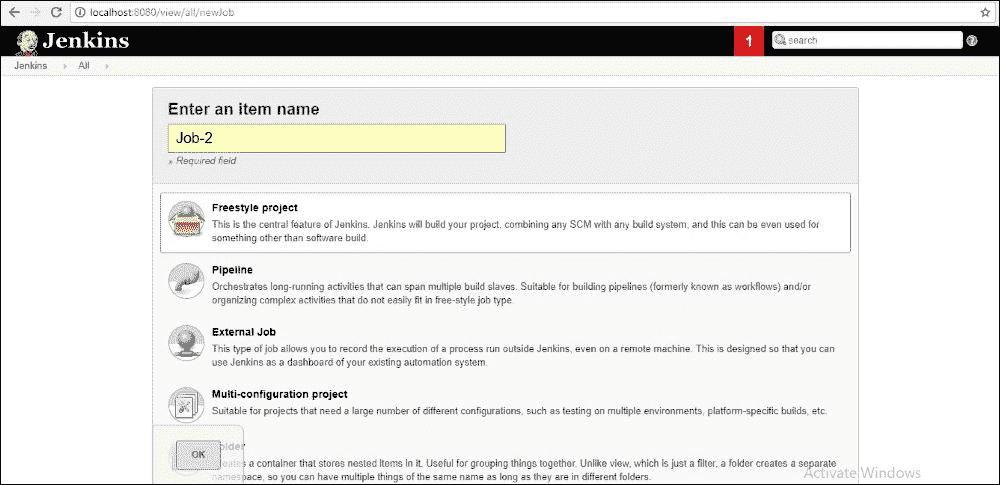 localhost:8080/view/all/newJob
Jenkins
1
search
Jenkins
All
Enter an item name
Job-2
» Required field
Freestyle project
This is the central feature of Jenkins. Jenkins will build your project, combining any SCM with any build system, and this can be even used for
something other than software build.
Pipeline
Orchestrates long-running activities that can span multiple build slaves. Suitable for building pipelines (formerly known as workflows) and/or
organizing complex activities that do not easily fit in free-style job type.
External Job
This type of job allows you to record the execution of a process run outside Jenkins, even on a remote machine. This is designed so that you can
use Jenkins as a dashboard of your existing automation system.
Multi-configuration project
Suitable for projects that need a large number of different configurations, such as testing on multiple environments, platform-specific builds, etc.
OK
older
eates a container that stores nested items in it. Useful for grouping things together. Unlike view, which is just a filter, a folder creates a separate
namespace, so you can have multiple things of the same name as long as they are in different folders.
Activate Windows